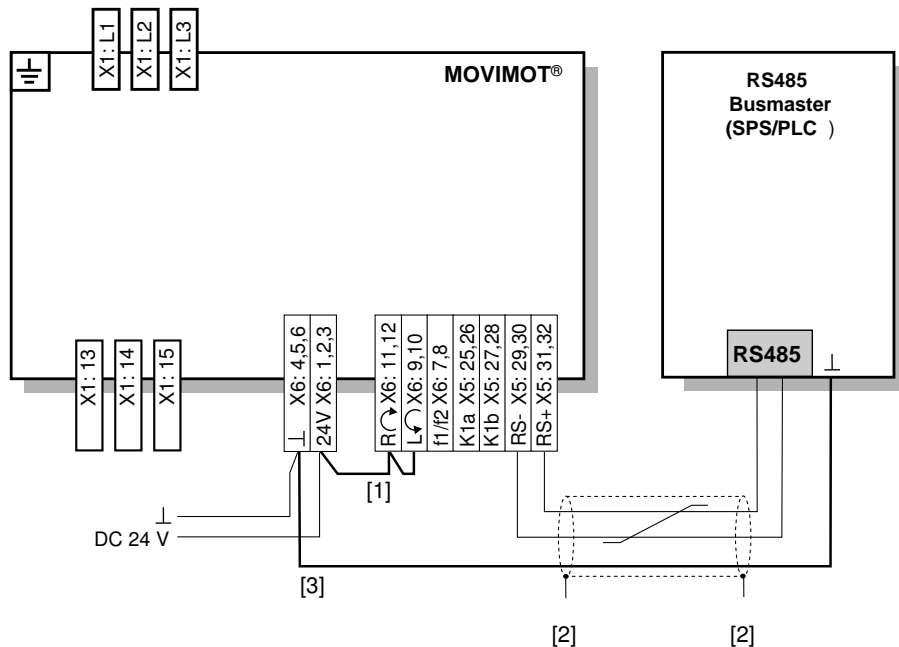 X1: L1
X1: L2
X1: L3
MOVIMOT®
RS485
Busmaster
(SPS/PLC )
X1: 13
X1: 14
X1: 15
⊥ X6: 4,5,6
24V X6: 1,2,3
R X6: 11,12
L X6: 9,10
f1/f2 X6: 7,8
K1a X5: 25,26
K1b X5: 27,28
RS- X5: 29,30
RS+ X5: 31,32
RS485
⊥
[1]
⊥
DC 24 V
[3]
[2]
[2]